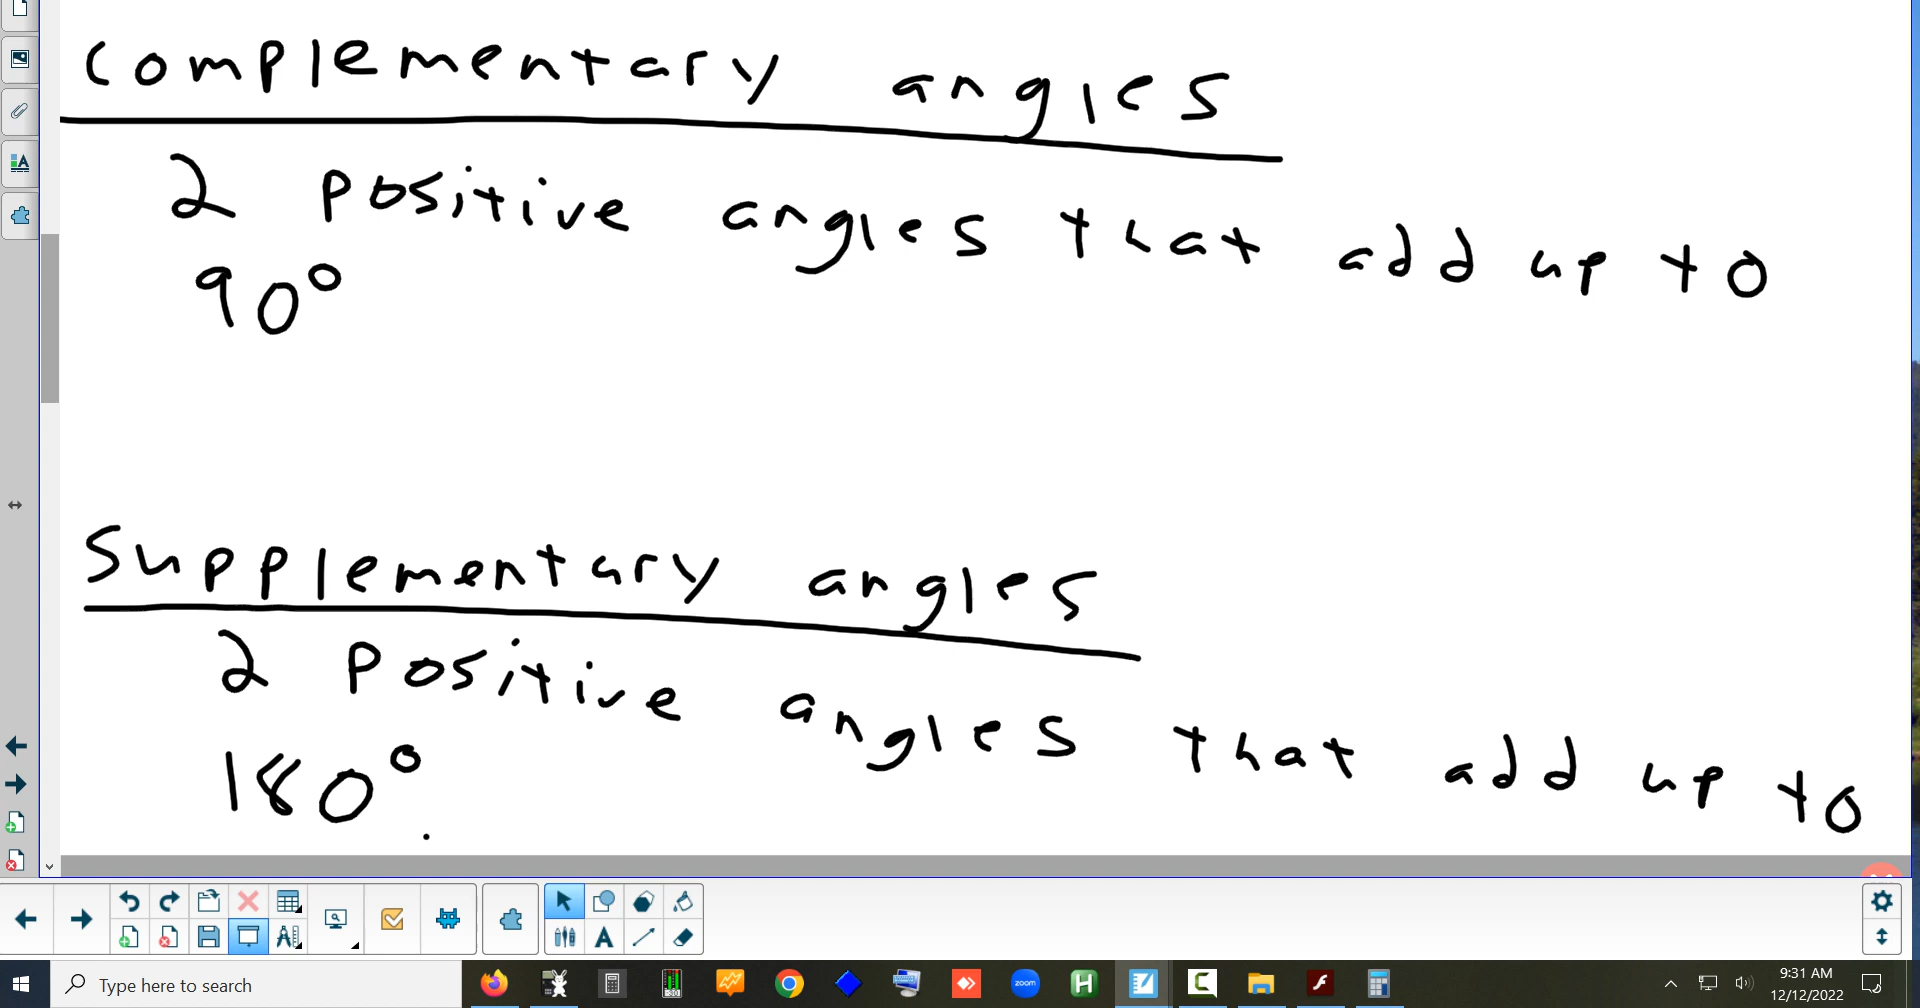 Complementary angles
2 positive angles that add up to
90°
Supplementary angles
2 positive angles that add up to
180°.
Type here to search
zoom
9:31 AM
12/12/2022